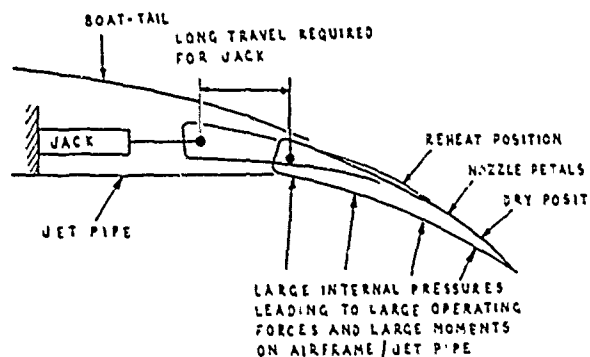 BOAT-TAIL
LONG TRAVEL REQUIRED
FOR JACK
JACK
REHEAT POSITION
NOZZLE PETALS
DRY POSIT
JET PIPE
LARGE INTERNAL PRESSURES
LEADING TO LARGE OPERATING
FORCES AND LARGE MOMENTS
ON AIRFRAME/JET PIPE